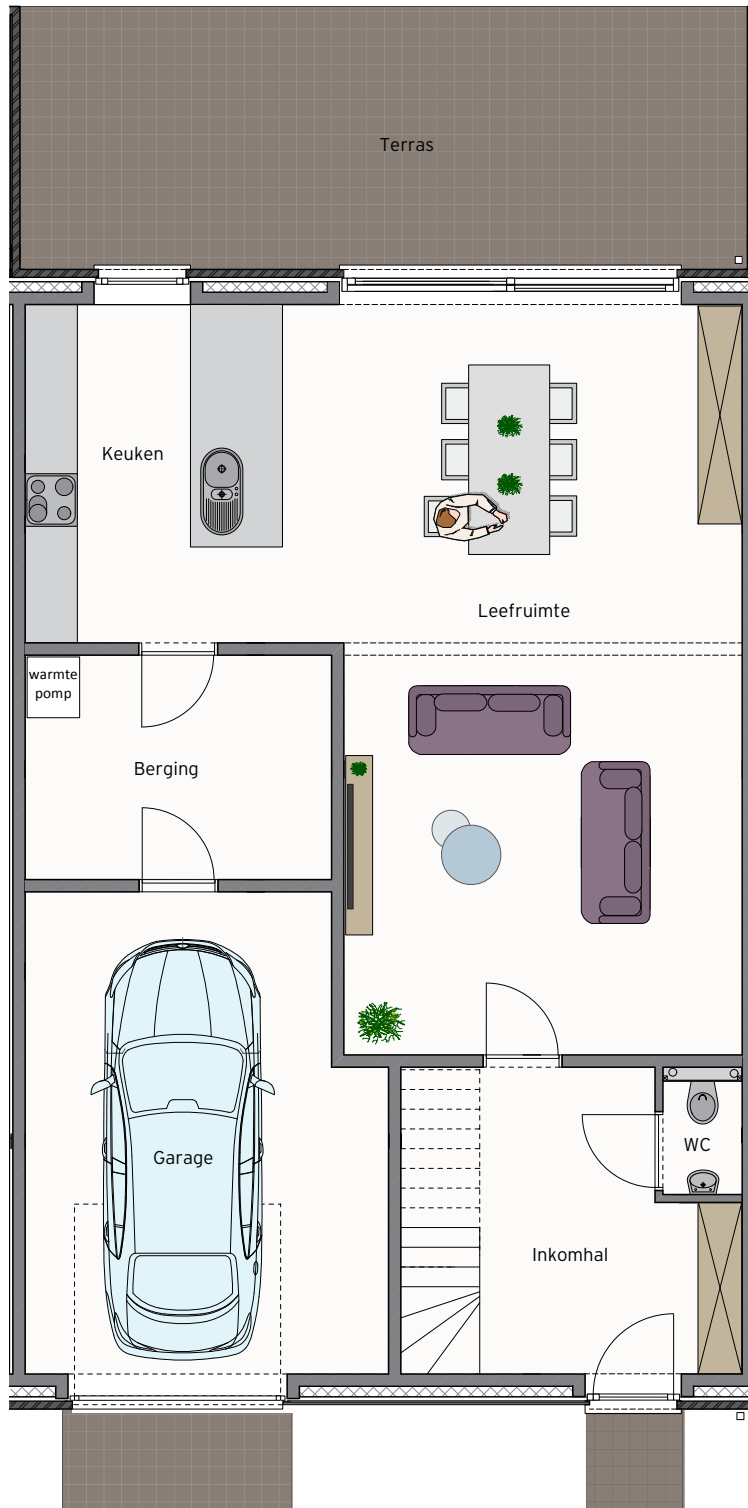 Terras
Keuken
Leefruimte
warmte
pomp
Berging
Garage
WC
Inkomhal